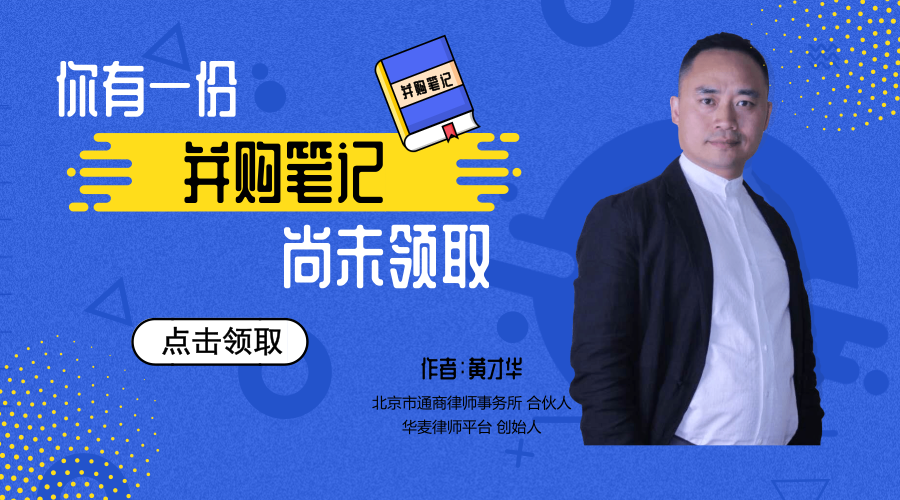 你有一份
并购笔记
并购笔记
尚未领取
点击领取
作者:黄才华
北京市通商律师事务所 合伙人
华麦律师平台 创始人